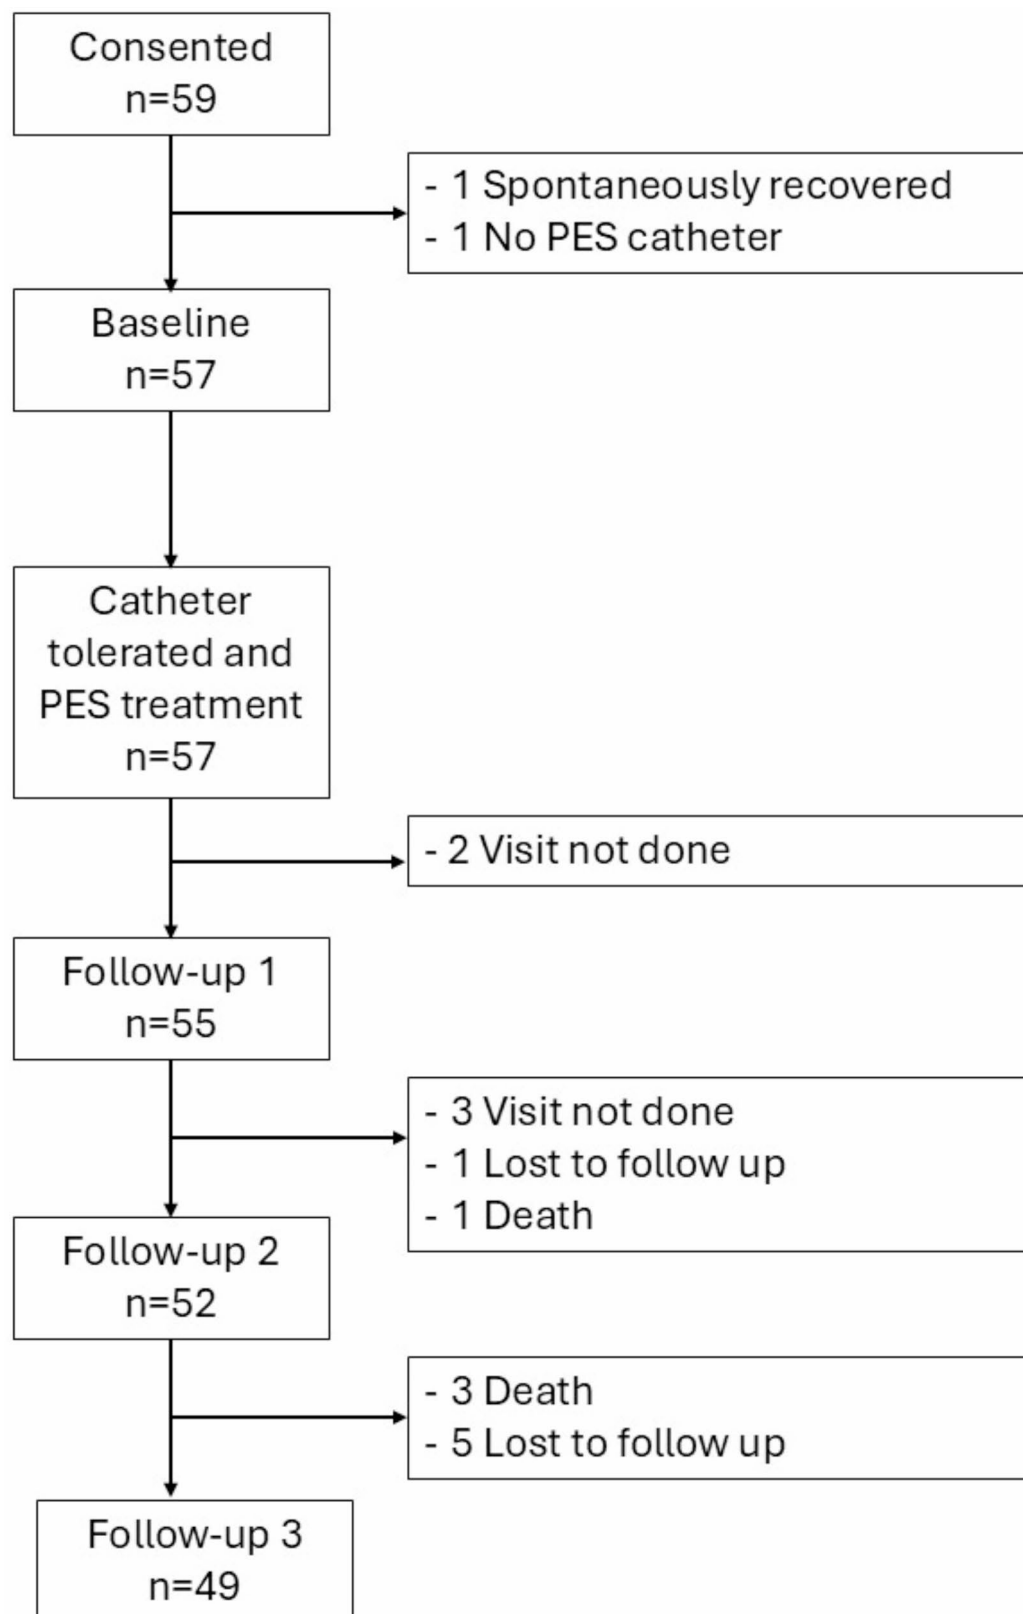 Consented
n=59
- 1 Spontaneously recovered
- 1 No PES catheter
Baseline
n=57
Catheter
tolerated and
PES treatment
n=57
- 2 Visit not done
Follow-up 1
n=55
- 3 Visit not done
- 1 Lost to follow up
- 1 Death
Follow-up 2
n=52
- 3 Death
- 5 Lost to follow up
Follow-up 3
n=49